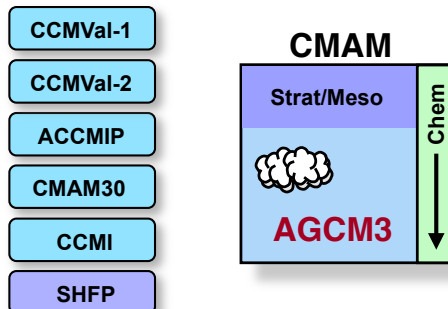 CCMVal-1
CCMVal-2
ACCMIP
CMAM30
CCMI
SHFP
CMAM
Strat/Meso
Chem
AGCM3